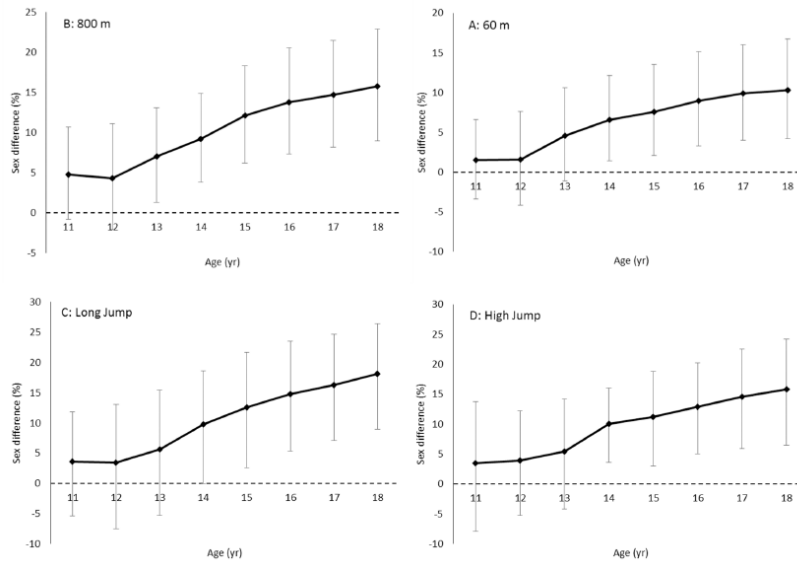 B: 800 m
25
20
15
10
5
0
-5
Sex difference (%)
11 12 13 14 15 16 17 18
Age (yr)
A: 60 m
20
15
10
5
0
-5
-10
Sex difference (%)
11 12 13 14 15 16 17 18
Age (yr)
C: Long Jump
30
25
20
15
10
5
0
-5
-10
Sex difference (%)
11 12 13 14 15 16 17 18
Age (yr)
D: High Jump
30
25
20
15
10
5
0
-5
-10
Sex difference (%)
11 12 13 14 15 16 17 18
Age (yr)